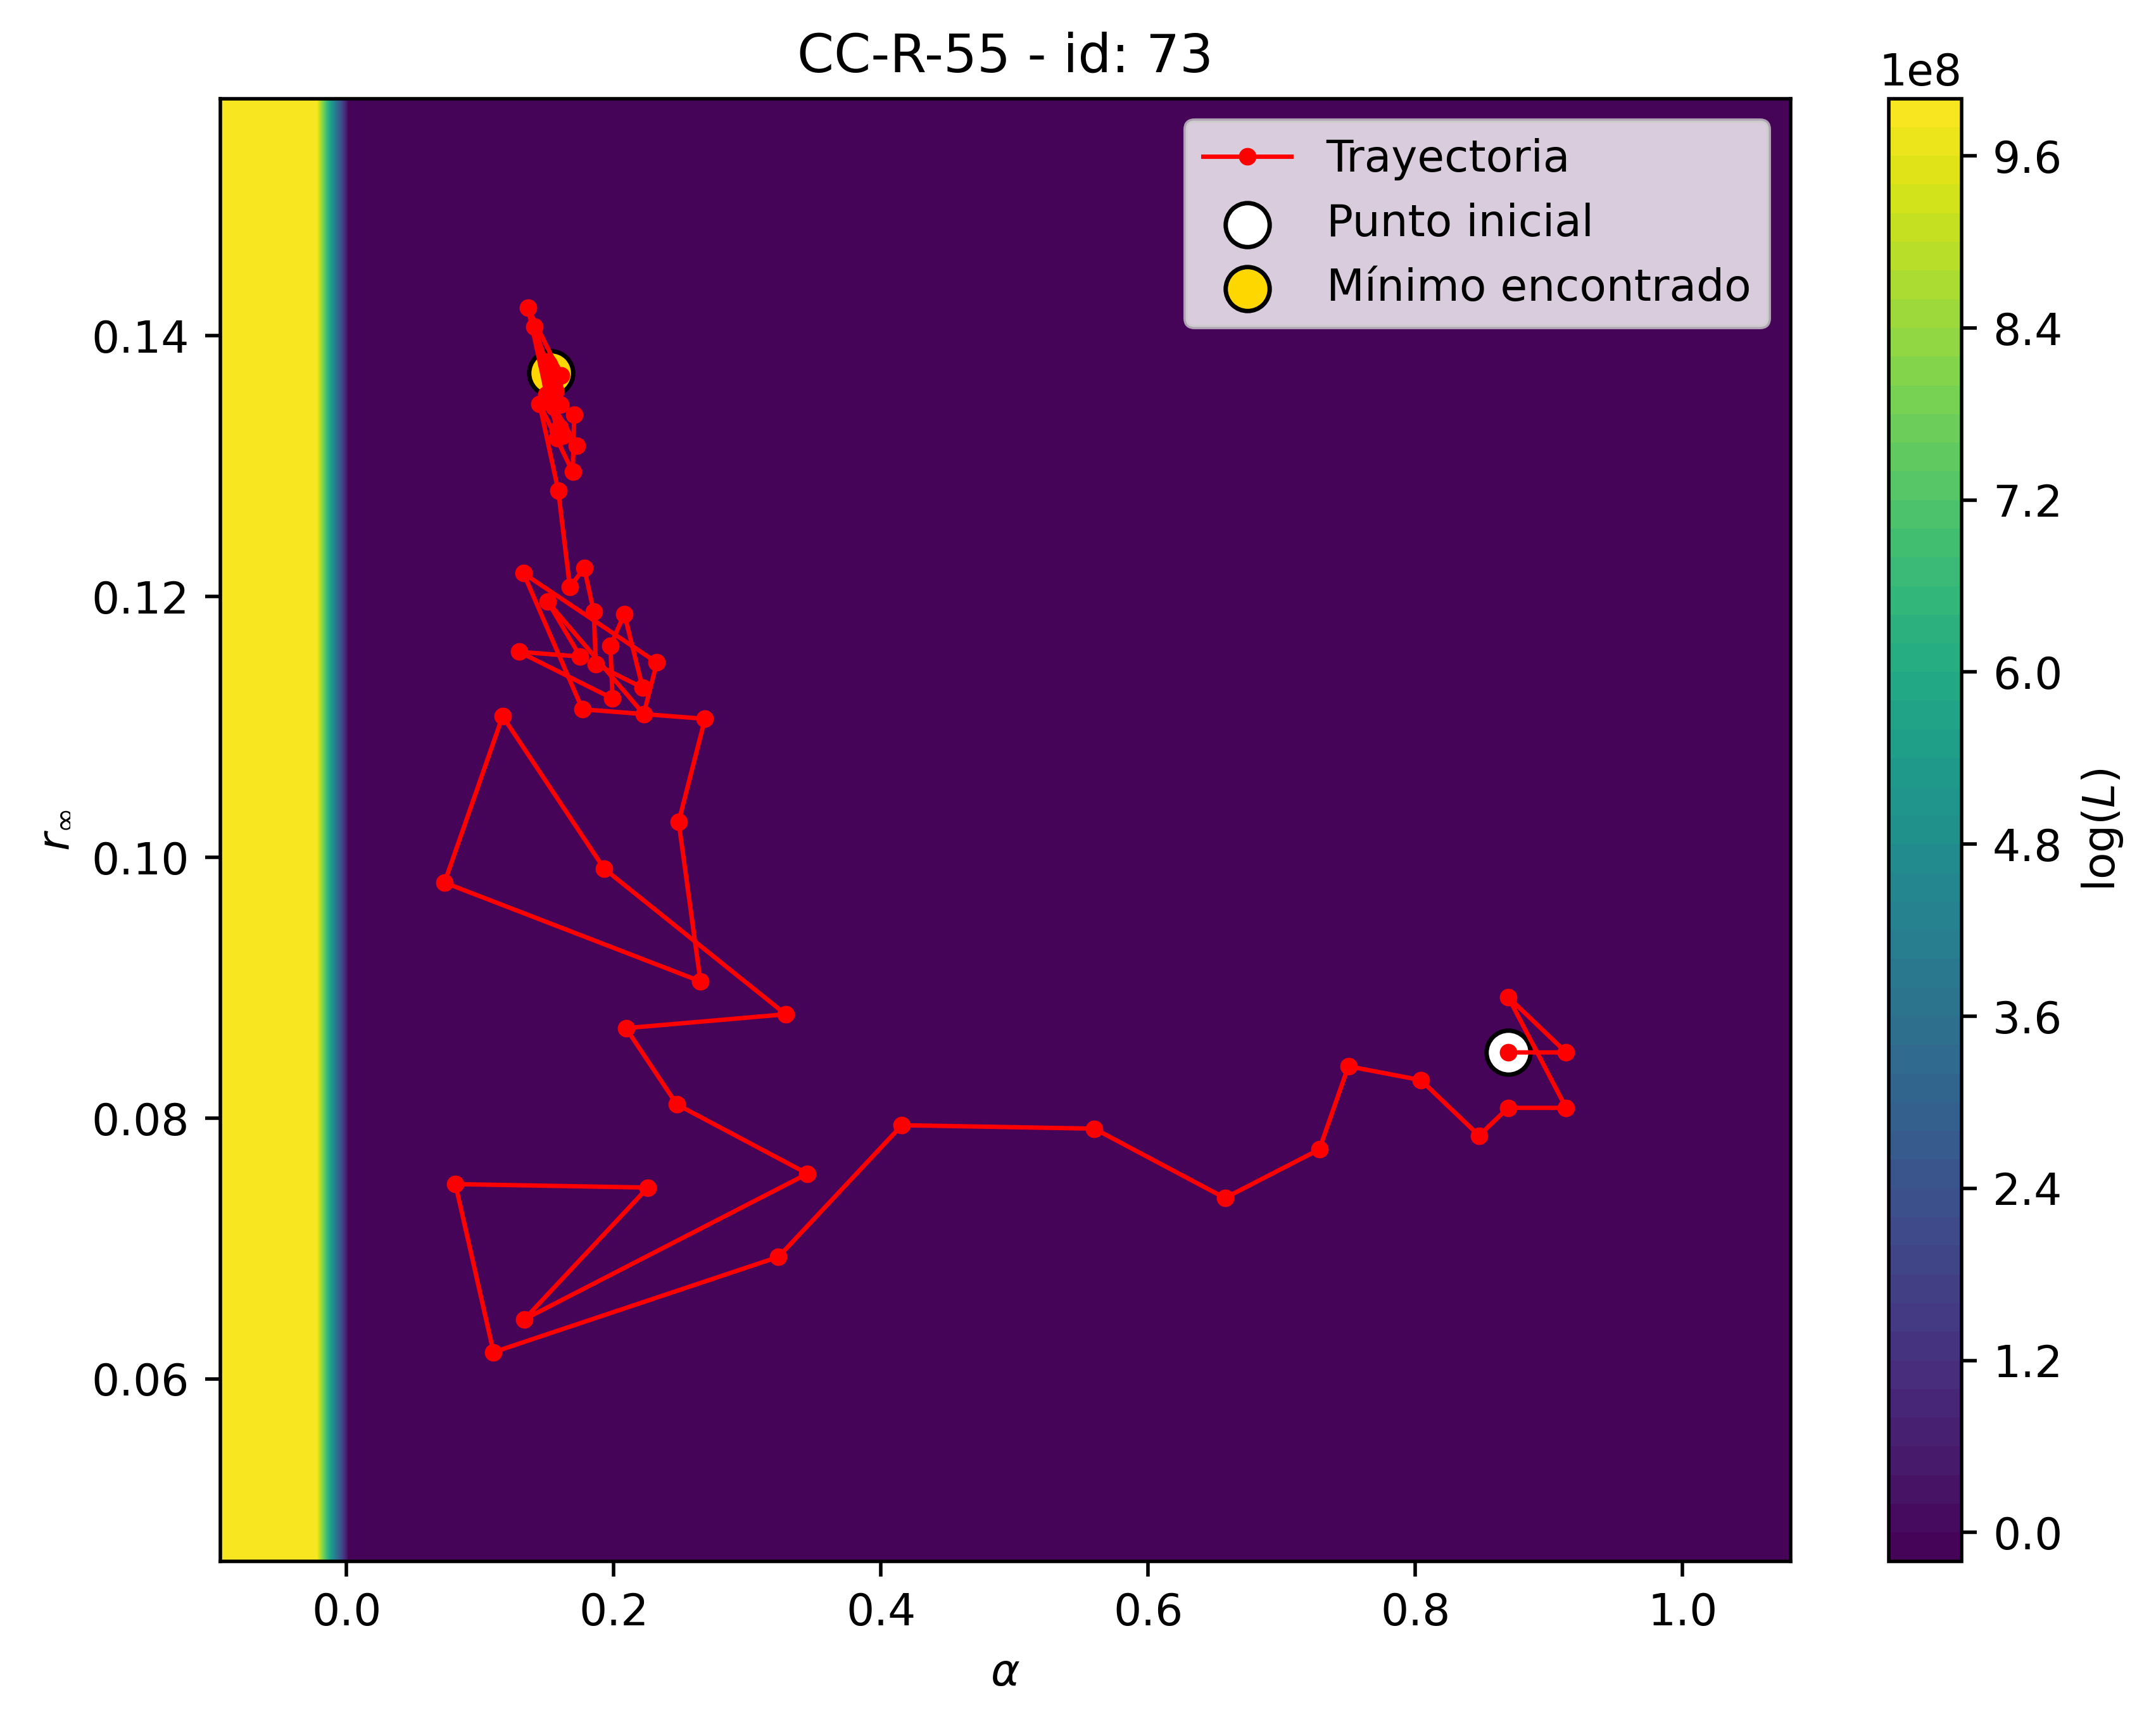 CC-R-55 - id: 73
1e8
Trayectoria
Punto inicial
Mínimo encontrado
0.14
0.12
0.10
0.08
0.06
r∞
0.0
0.2
0.4
0.6
0.8
1.0
α
9.6
8.4
7.2
6.0
4.8
3.6
2.4
1.2
0.0
log(L)